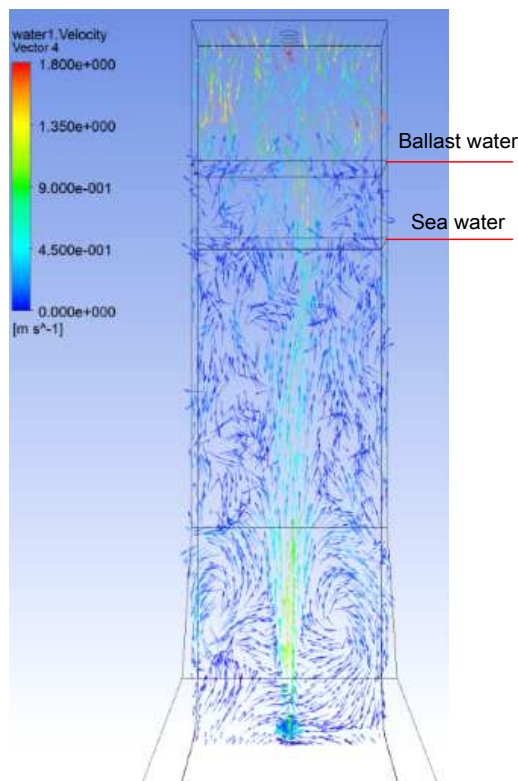 water1.Velocity
Vector 4
1.800e+000
1.350e+000
9.000e-001
4.500e-001
0.000e+000
[m s^-1]
Ballast water
Sea water